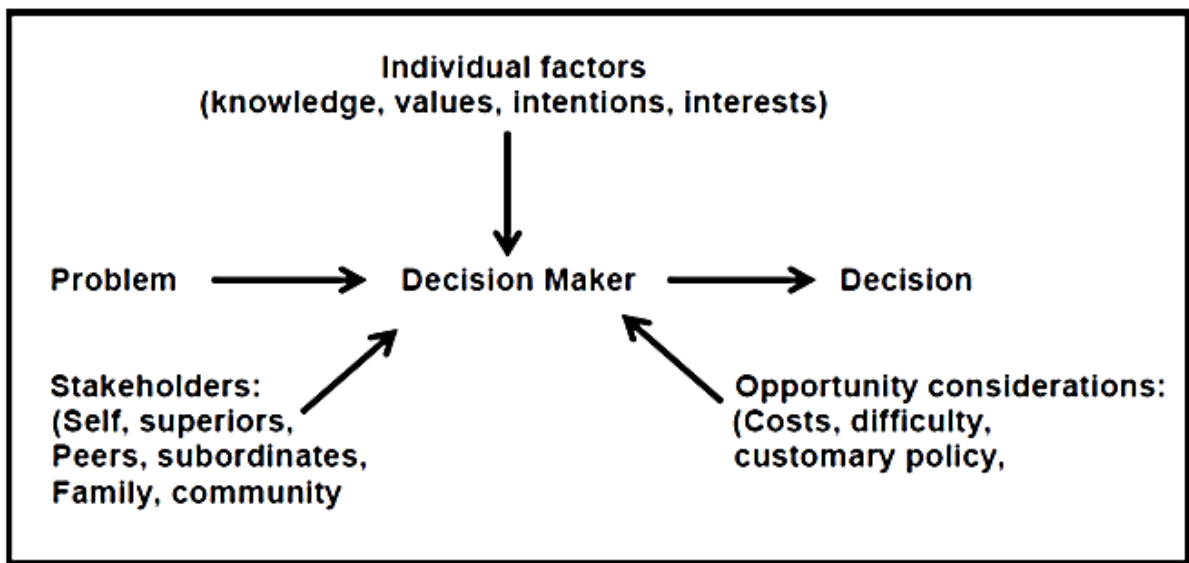 Individual factors
(knowledge, values, intentions, interests)
Problem
Decision Maker
Decision
Stakeholders:
(Self, superiors,
Peers, subordinates,
Family, community
Opportunity considerations:
(Costs, difficulty,
customary policy,